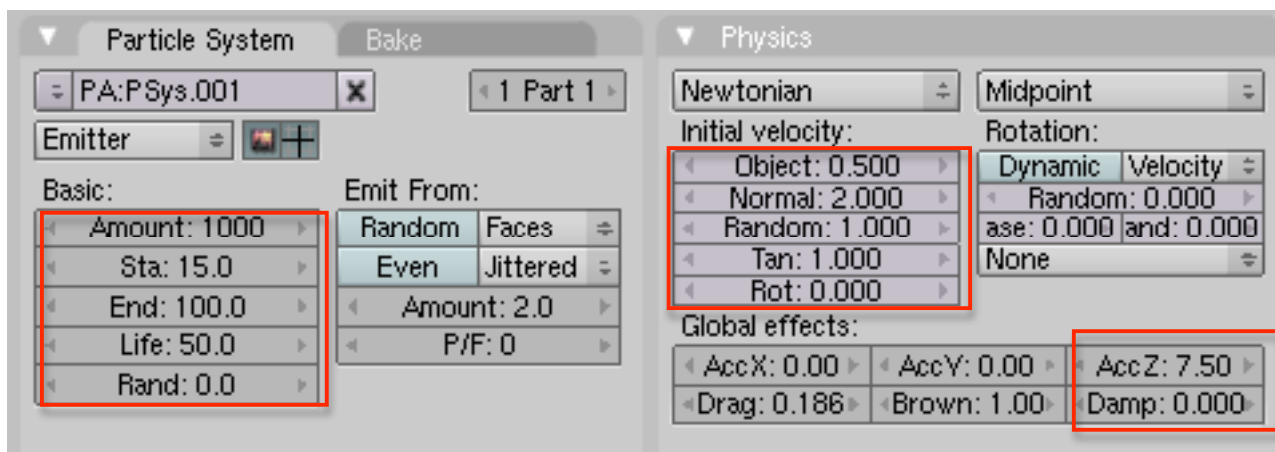 Particle System
Bake
PA:PSys.001
1 Part 1
Emitter
Basic:
Amount: 1000
Sta: 15.0
End: 100.0
Life: 50.0
Rand: 0.0
Emit From:
Random Faces
Even Jittered
Amount: 2.0
P/F: 0
Physics
Newtonian
Midpoint
Initial velocity:
Object: 0.500
Normal: 2.000
Random: 1.000
Tan: 1.000
Rot: 0.000
Rotation:
Dynamic Velocity
Random: 0.000
ase: 0.000 and: 0.000
None
Global effects:
AccX: 0.00 AccY: 0.00 AccZ: 7.50
Drag: 0.186 Brown: 1.00 Damp: 0.000